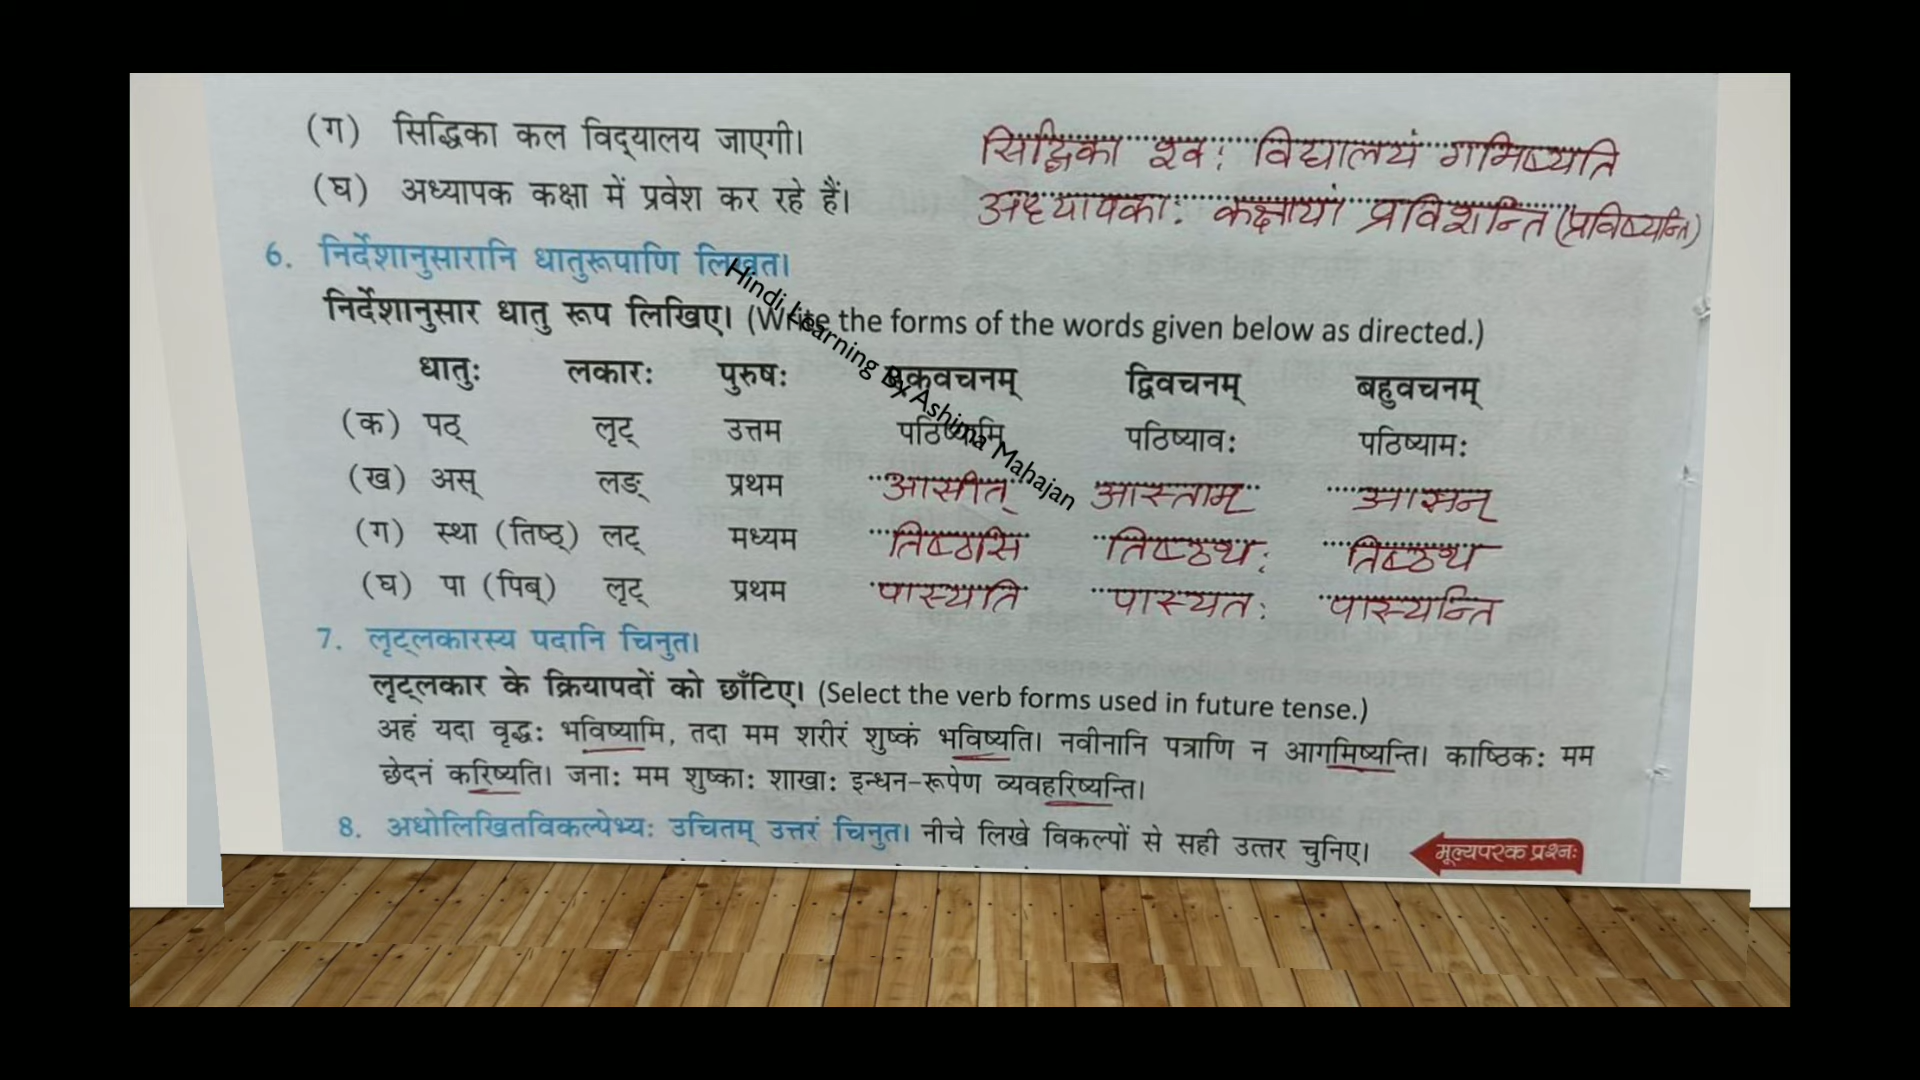 (ग) सिद्धिका कल विद्‌यालय जाएगी। सिद्धिका श्वः विद्यालयं गमिष्यति
(घ) अध्यापक कक्षा में प्रवेश कर रहे हैं। अध्यापकाः कक्षायां प्रविशन्ति (प्रविष्यन्ति)
6. निर्देशानुसारानि धातुरूपाणि लिखत।
निर्देशानुसार धातु रूप लिखिए। (Write the forms of the words given below as directed.)
धातुः लकारः पुरुषः एकवचनम् द्विवचनम् बहुवचनम्
(क) पठ् लृट् उत्तम पठिष्यामि पठिष्यावः पठिष्यामः
(ख) अस् लङ् प्रथम आसीत् आस्ताम् आसन्
(ग) स्था (तिष्ठ्) लट् मध्यम तिष्ठसि तिष्ठथः तिष्ठथ
(घ) पा (पिब्) लृट् प्रथम पास्यति पास्यतः पास्यन्ति
Hindi Learning By Ashima Mahajan
7. लृट्लकारस्य पदानि चिनुत।
लृट्लकार के क्रियापदों को छाँटिए। (Select the verb forms used in future tense.)
अहं यदा वृद्धः भविष्यामि, तदा मम शरीरं शुष्कं भविष्यति। नवीनानि पत्राणि न आगमिष्यन्ति। काष्ठिकः मम
छेदनं करिष्यति। जनाः मम शुष्काः शाखाः इन्धन-रूपेण व्यवहरिष्यन्ति।
8. अधोलिखितविकल्पेभ्यः उचितम् उत्तरं चिनुत। नीचे लिखे विकल्पों से सही उत्तर चुनिए। मूल्यपरक प्रश्नः